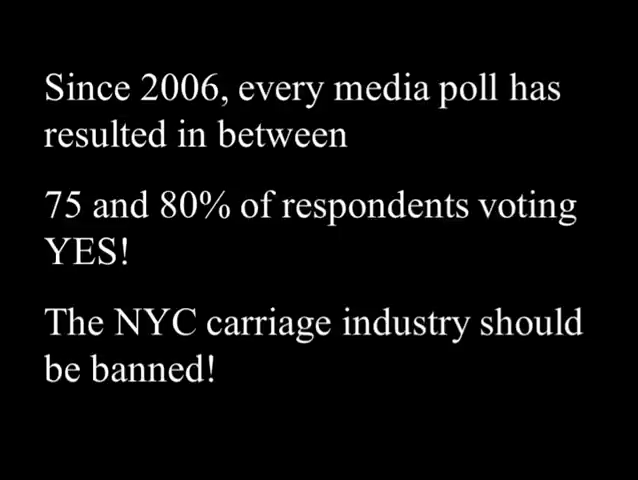 Since 2006, every media poll has
resulted in between
75 and 80% of respondents voting
YES!
The NYC carriage industry should
be banned!